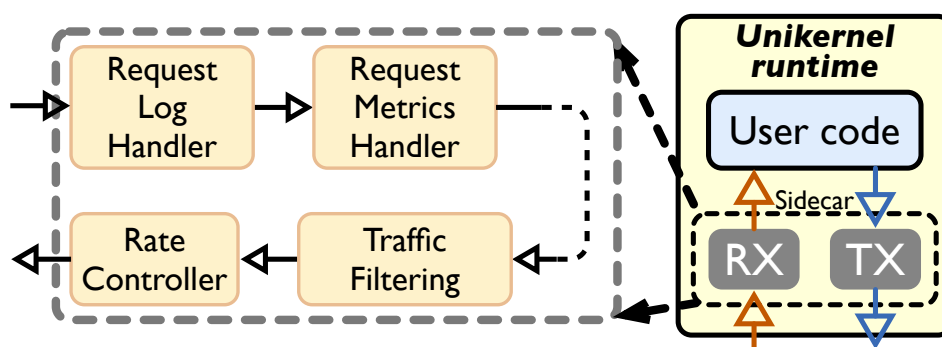 Request
Log
Handler
Request
Metrics
Handler
Rate
Controller
Traffic
Filtering
Unikernel
runtime
User code
Sidecar
RX
TX